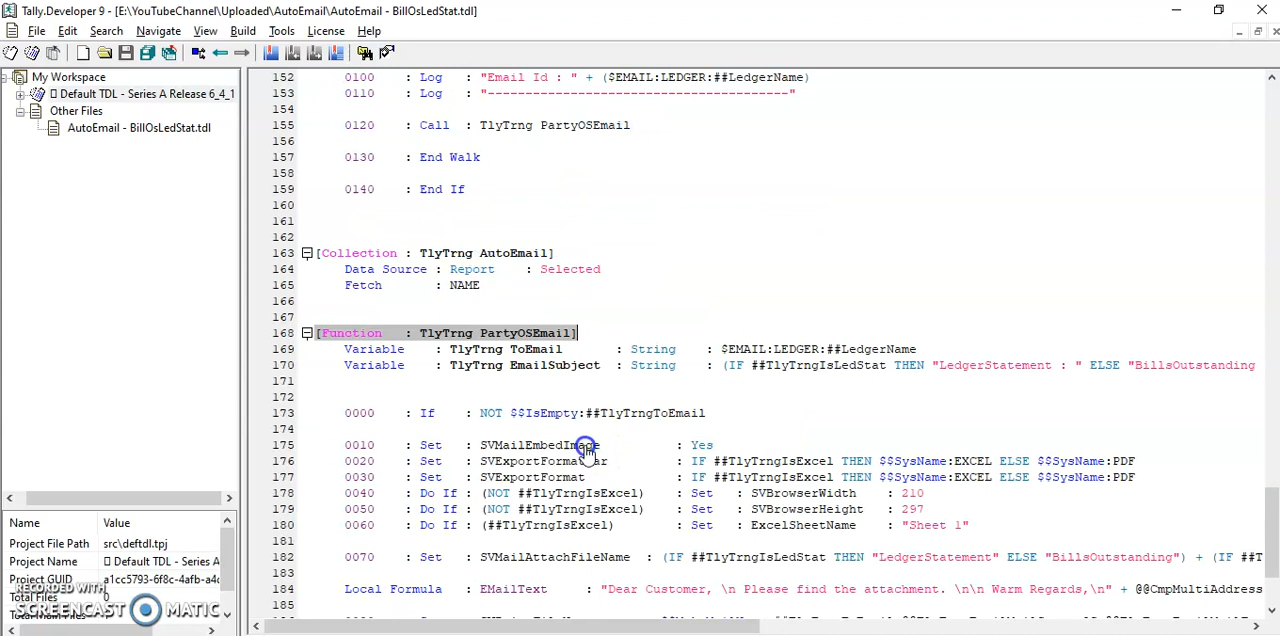 Tally.Developer 9 - [E:\YouTubeChannel\Uploaded\AutoEmail\AutoEmail - BillOsLedStat.tdl]
File Edit Search Navigate View Build Tools License Help
My Workspace
Default TDL - Series A Release 6_4_1
Other Files
AutoEmail - BillOsLedStat.tdl
152 0100 : Log : "Email Id : " + ($EMAIL:LEDGER:##LedgerName)
153 0110 : Log : "----------------------------------------"
154
155 0120 : Call : TlyTrng PartyOSEmail
156
157 0130 : End Walk
158
159 0140 : End If
160
161
162
163 [Collection : TlyTrng AutoEmail]
164 Data Source : Report : Selected
165 Fetch : NAME
166
167
168 [Function : TlyTrng PartyOSEmail]
169 Variable : TlyTrng ToEmail : String : $EMAIL:LEDGER:##LedgerName
170 Variable : TlyTrng EmailSubject : String : (IF ##TlyTrngIsLedStat THEN "LedgerStatement : " ELSE "BillsOutstanding
171
172
173 0000 : If : NOT $$IsEmpty:##TlyTrngToEmail
174
175 0010 : Set : SVMailEmbedImage : Yes
176 0020 : Set : : IF ##TlyTrngIsExcel THEN $$SysName:EXCEL ELSE $$SysName:PDF
177 0030 : Set : SVExportFormat : IF ##TlyTrngIsExcel THEN $$SysName:EXCEL ELSE $$SysName:PDF
178 0040 : Do If : (NOT ##TlyTrngIsExcel) : Set : SVBrowserWidth : 210
179 0050 : Do If : (NOT ##TlyTrngIsExcel) : Set : SVBrowserHeight : 297
180 0060 : Do If : (##TlyTrngIsExcel) : Set : ExcelSheetName : "Sheet 1"
181
182 0070 : Set : SVMailAttachFileName : (IF ##TlyTrngIsLedStat THEN "LedgerStatement" ELSE "BillsOutstanding") + (IF ##T
183
184 Local Formula : EMailText : "Dear Customer, \n Please find the attachment. \n\n Warm Regards,\n" + @@CmpMultiAddress
185
Name Value
Project File Path src\deftdl.tpj
Project Name Default TDL - Series A
Project GUID a1cc5793-6f8c-4afb-a4
Total Files 0
RECORDED WITH
SCREENCAST MATIC